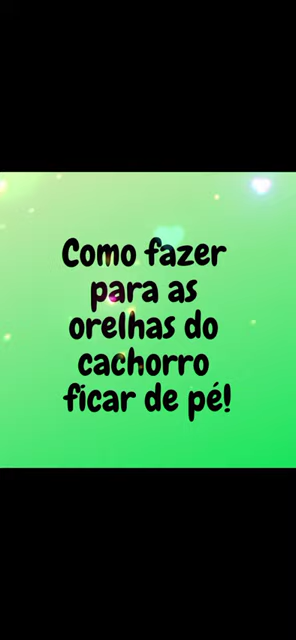 Como fazer
para as
orelhas do
cachorro
ficar de pé!